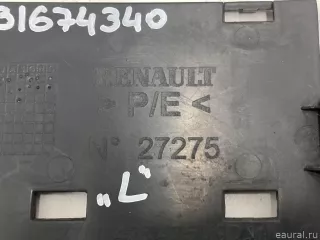 31674340
RENAULT
> P/E <
N° 27275
„L"
eaural.ru